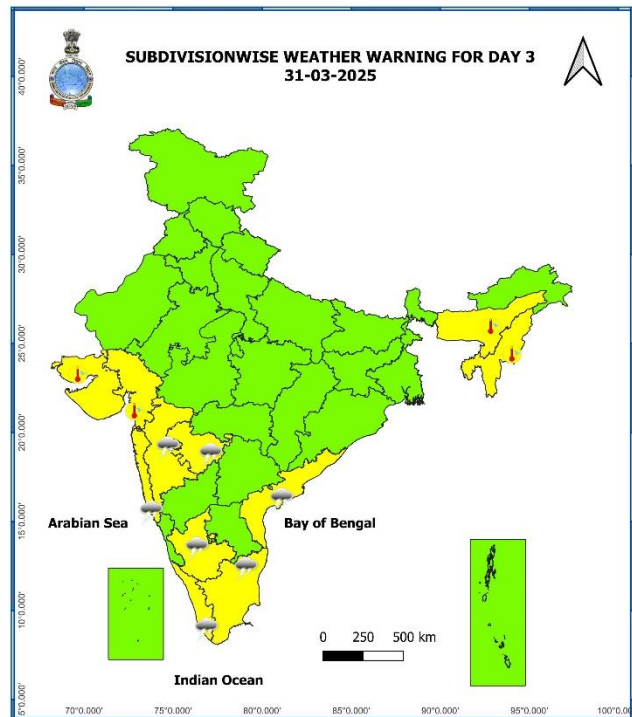 SUBDIVISIONWISE WEATHER WARNING FOR DAY 3
31-03-2025
40°0.000'
35°0.000'
30°0.000'
25°0.000'
20°0.000'
15°0.000'
10°0.000'
5°0.000'
Arabian Sea
Bay of Bengal
0 250 500 km
Indian Ocean
70°0.000' 75°0.000' 80°0.000' 85°0.000' 90°0.000' 95°0.000' 100°0.000'